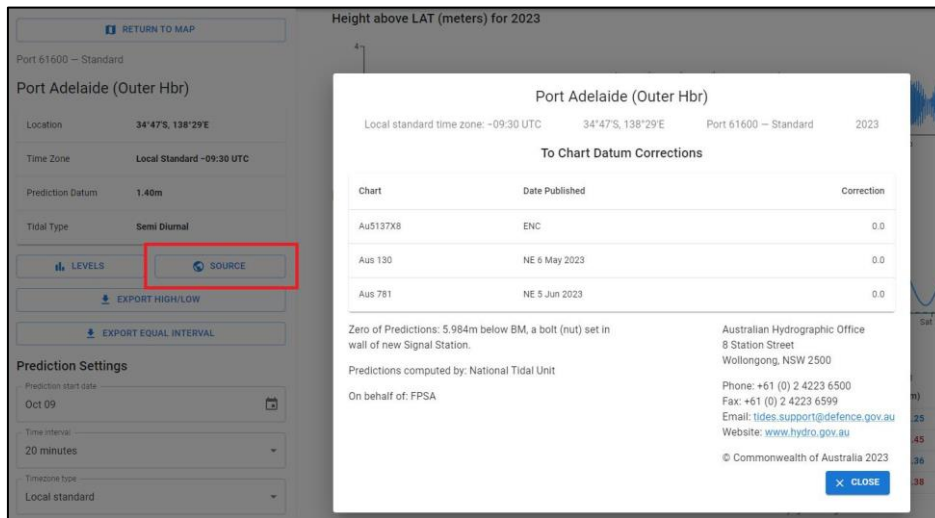 RETURN TO MAP
Port 61600 – Standard
Port Adelaide (Outer Hbr)
Location 34°47'S, 138°29'E
Time Zone Local Standard -09:30 UTC
Prediction Datum 1.40m
Tidal Type Semi Diurnal
LEVELS SOURCE
EXPORT HIGH/LOW
EXPORT EQUAL INTERVAL
Prediction Settings
Prediction start date
Oct 09
Time interval
20 minutes
Timezone type
Local standard
Height above LAT (meters) for 2023
4
Port Adelaide (Outer Hbr)
Local standard time zone: -09:30 UTC 34°47'S, 138°29'E Port 61600 – Standard 2023
To Chart Datum Corrections
Chart Date Published Correction
Au5137X8 ENC 0.0
Aus 130 NE 6 May 2023 0.0
Aus 781 NE 5 Jun 2023 0.0
Zero of Predictions: 5.984m below BM, a bolt (nut) set in
wall of new Signal Station.
Predictions computed by: National Tidal Unit
On behalf of: FPSA
Australian Hydrographic Office
8 Station Street
Wollongong, NSW 2500
Phone: +61 (0) 2 4223 6500
Fax: +61 (0) 2 4223 6599
Email: tides.support@defence.gov.au
Website: www.hydro.gov.au
© Commonwealth of Australia 2023
CLOSE
Sat
m)
.25
.45
.36
.38